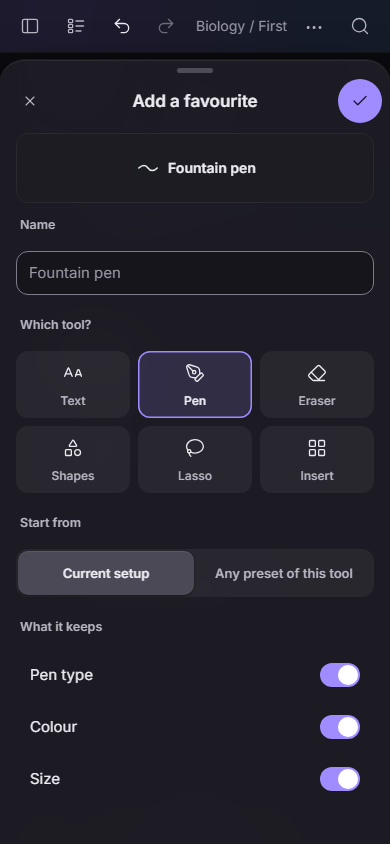 Biology / First
Add a favourite
Fountain pen
Name
Fountain pen
Which tool?
Text
Pen
Eraser
Shapes
Lasso
Insert
Start from
Current setup
Any preset of this tool
What it keeps
Pen type
Colour
Size